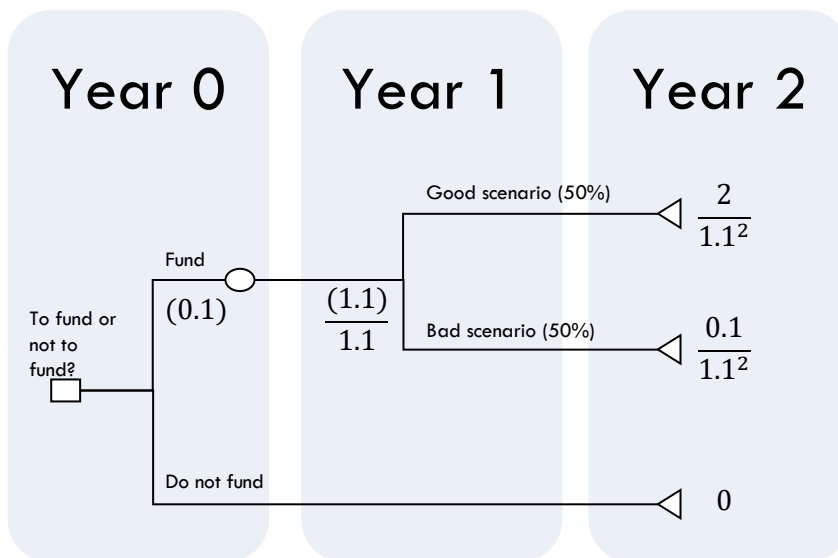 Year 0
Year 1
Year 2
Good scenario (50%)
2
1.1²
Fund
(0.1)
(1.1)
1.1
To fund or
not to
fund?
Bad scenario (50%)
0.1
1.1²
Do not fund
0